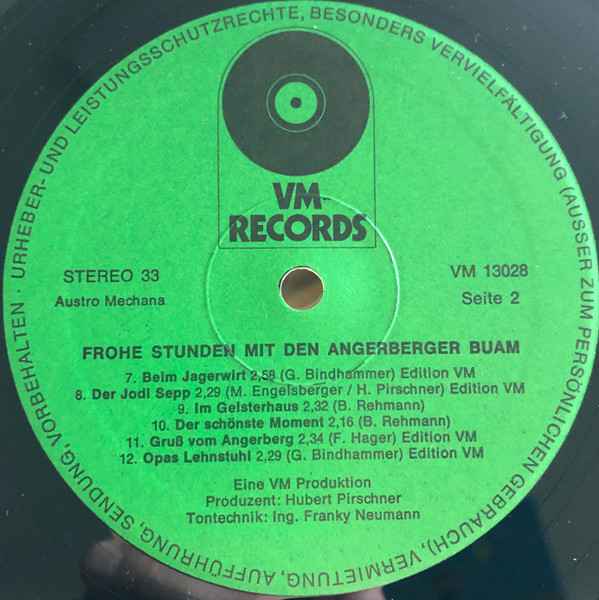 URHEBER- UND LEISTUNGSSCHUTZRECHTE, BESONDERS VERVIELFÄLTIGUNG (AUSSER ZUM PERSÖNLICHEN GEBRAUCH), VERMIETUNG, AUFFÜHRUNG, SENDUNG, VORBEHALTEN ·
VM-
RECORDS
STEREO 33
Austro Mechana
VM 13028
Seite 2
FROHE STUNDEN MIT DEN ANGERBERGER BUAM
7. Beim Jagerwirt 2,58 (G. Bindhammer) Edition VM
8. Der Jodl Sepp 2,29 (M. Engelsberger / H. Pirschner) Edition VM
9. Im Geisterhaus 2,32 (B. Rehmann)
10. Der schönste Moment 2,16 (B. Rehmann)
11. Gruß vom Angerberg 2,34 (F. Hager) Edition VM
12. Opas Lehnstuhl 2,29 (G. Bindhammer) Edition VM
Eine VM Produktion
Produzent: Hubert Pirschner
Tontechnik: Ing. Franky Neumann